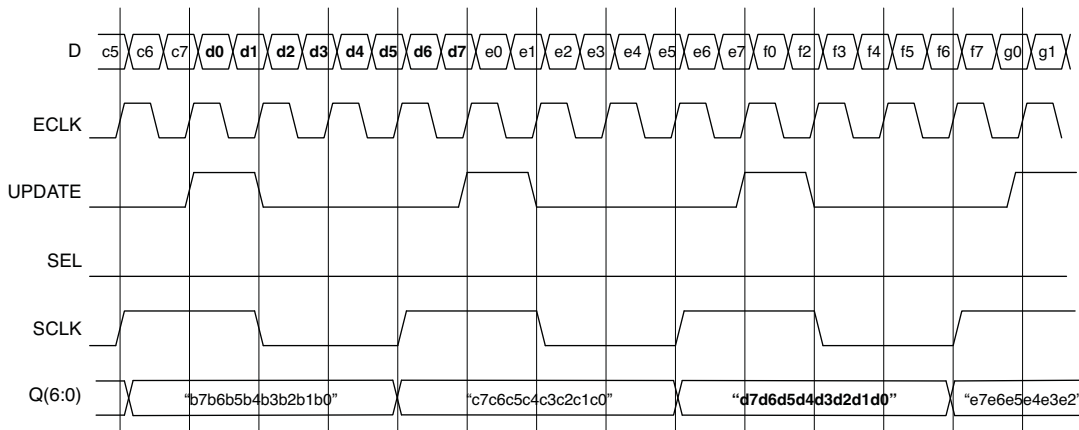 D c5 c6 c7 d0 d1 d2 d3 d4 d5 d6 d7 e0 e1 e2 e3 e4 e5 e6 e7 f0 f2 f3 f4 f5 f6 f7 g0 g1
ECLK
UPDATE
SEL
SCLK
Q(6:0) “b7b6b5b4b3b2b1b0” “c7c6c5c4c3c2c1c0” “d7d6d5d4d3d2d1d0” “e7e6e5e4e3e2”